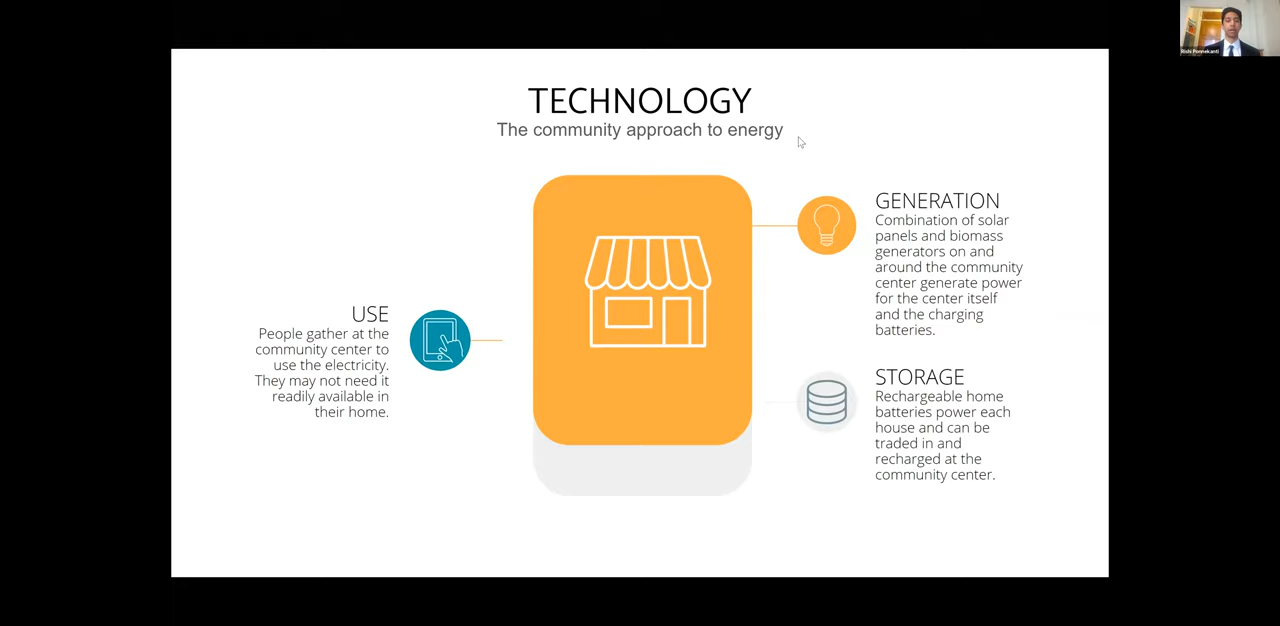 TECHNOLOGY
The community approach to energy
USE
People gather at the
community center to
use the electricity.
They may not need it
readily available in
their home.
GENERATION
Combination of solar
panels and biomass
generators on and
around the community
center generate power
for the center itself
and the charging
batteries.
STORAGE
Rechargeable home
batteries power each
house and can be
traded in and
recharged at the
community center.
Rishi Ponnekanti